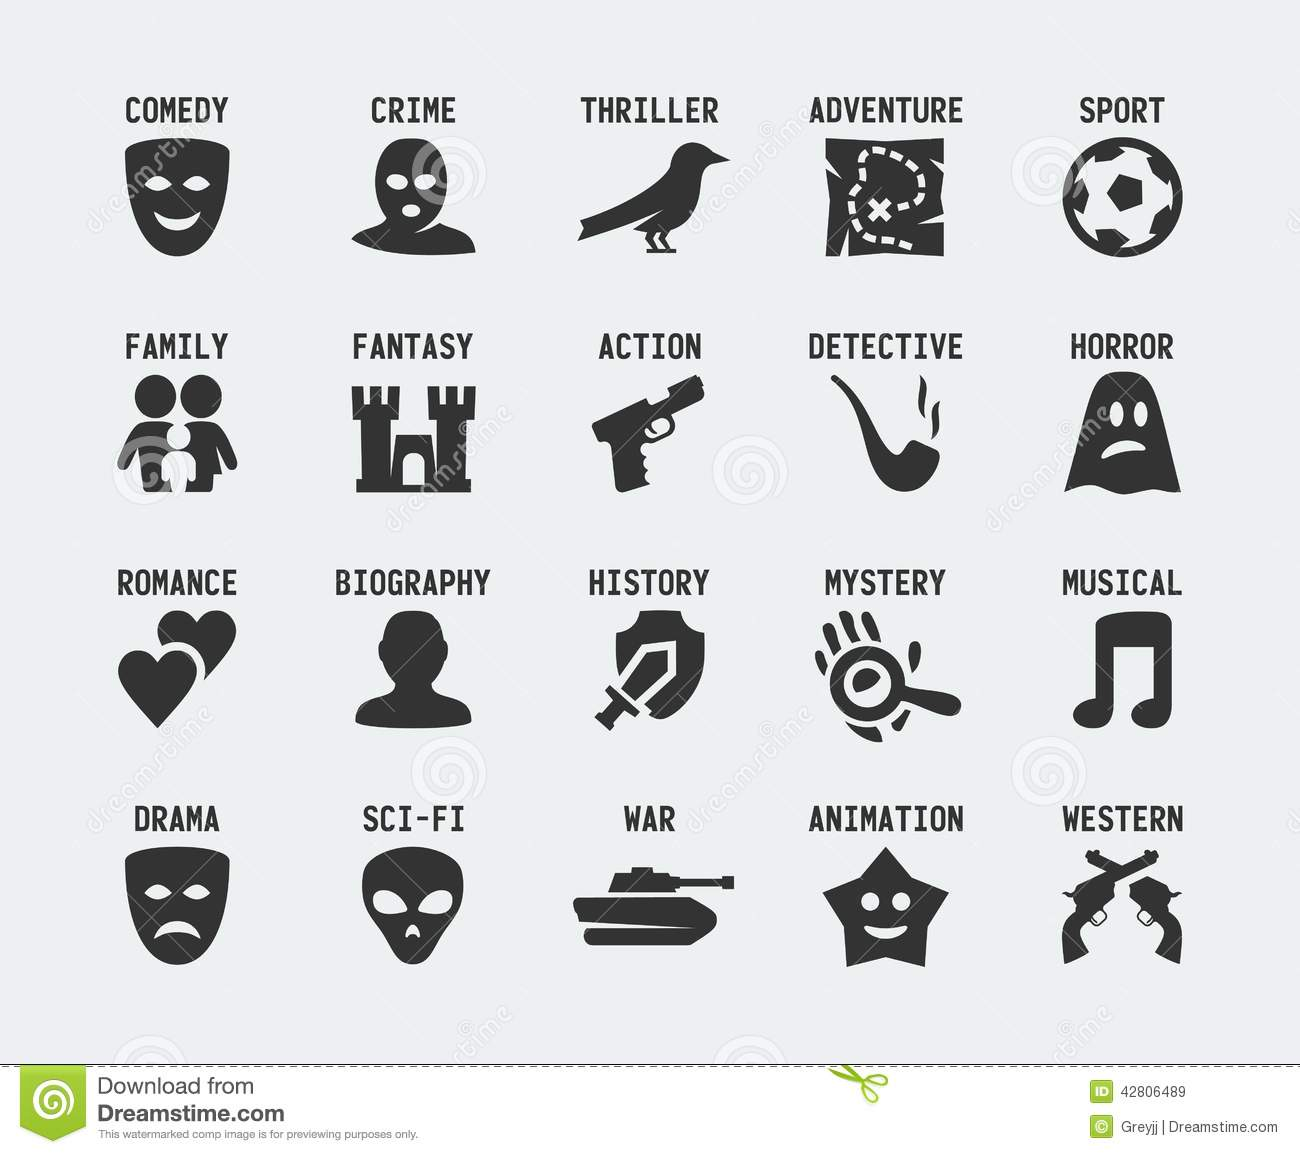 COMEDY CRIME THRILLER ADVENTURE SPORT
FAMILY FANTASY ACTION DETECTIVE HORROR
ROMANCE BIOGRAPHY HISTORY MYSTERY MUSICAL
DRAMA SCI-FI WAR ANIMATION WESTERN
Download from
Dreamstime.com
This watermarked comp image is for previewing purposes only.
ID 42806489
© Greyjj | Dreamstime.com